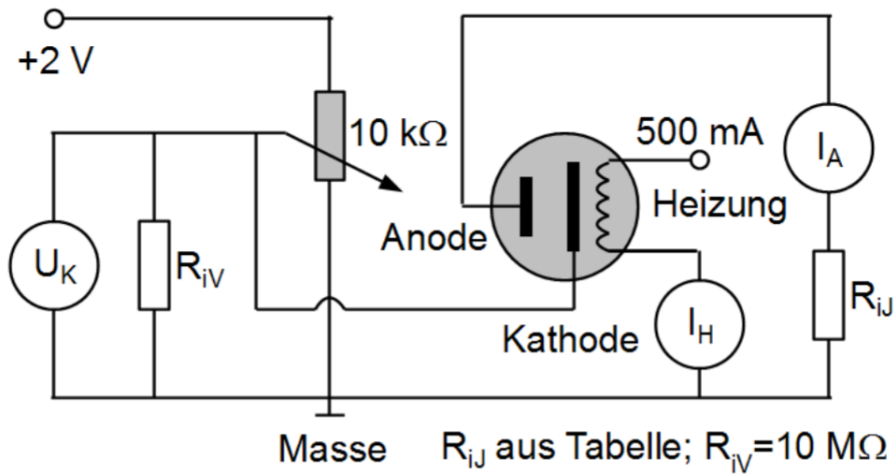 +2 V
10 kΩ
500 mA
I_A
Anode
Heizung
U_K
R_iV
R_iJ
Kathode
I_H
Masse
R_iJ aus Tabelle; R_iV=10 MΩ